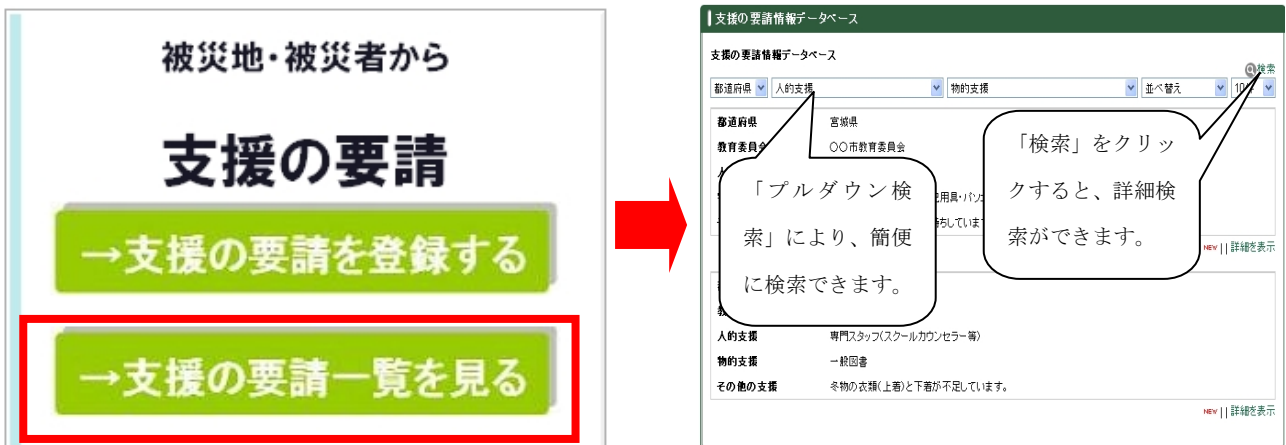 被災地・被災者から
支援の要請
→支援の要請を登録する
→支援の要請一覧を見る
支援の要請情報データベース
支援の要請情報データベース
検索
都道府県 人的支援 物的支援 並べ替え
都道府県 宮城県
教育委員会 〇〇市教育委員会
「プルダウン検
索」により、簡便
に検索できます。
「検索」をクリッ
クすると、詳細検
索ができます。
NEW || 詳細を表示
人的支援 専門スタッフ(スクールカウンセラー等)
物的支援 一般図書
その他の支援 冬物の衣類(上着)と下着が不足しています。
NEW || 詳細を表示